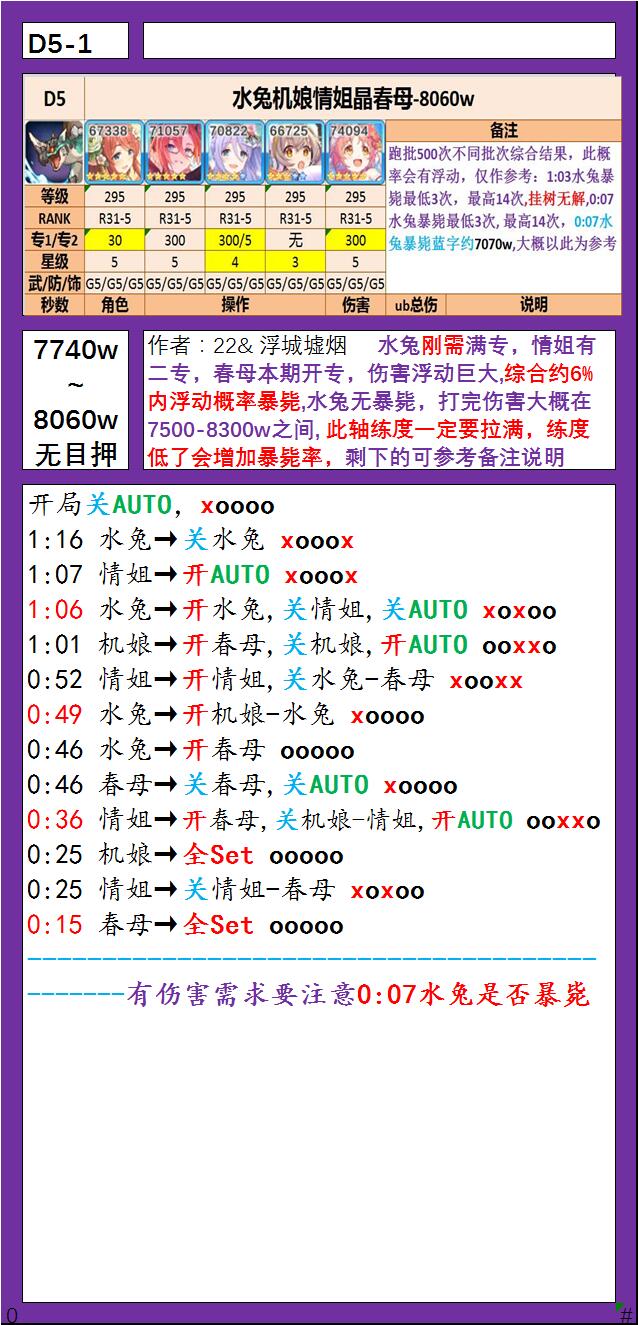 D5-1
D5
水兔机娘情姐晶春母-8060w
67338 71057 70822 66725 74094
备注
等级 295 295 295 295 295
RANK R31-5 R31-5 R31-5 R31-5 R31-5
专1/专2 30 300 300/5 无 300
星级 5 5 4 3 5
武/防/饰 G5/G5/G5 G5/G5/G5 G5/G5/G5 G5/G5/G5 G5/G5/G5
跑批500次不同批次综合结果，此概
率会有浮动，仅作参考：1:03水兔暴
毙最低3次，最高14次,挂树无解,0:07
水兔暴毙最低3次, 最高14次，0:07水
兔暴毙蓝字约7070w,大概以此为参考
秒数 角色 操作 伤害 ub总伤 说明
7740w
~
8060w
无目押
作者：22& 浮城墟烟 水兔刚需满专，情姐有
二专，春母本期开专，伤害浮动巨大,综合约6%
内浮动概率暴毙,水兔无暴毙，打完伤害大概在
7500-8300w之间, 此轴练度一定要拉满，练度
低了会增加暴毙率，剩下的可参考备注说明
开局关AUTO，xoooo
1:16 水兔→关水兔 xooox
1:07 情姐→开AUTO xooox
1:06 水兔→开水兔,关情姐,关AUTO xoxoo
1:01 机娘→开春母,关机娘,开AUTO ooxxo
0:52 情姐→开情姐,关水兔-春母 xooxx
0:49 水兔→开机娘-水兔 xoooo
0:46 水兔→开春母 ooooo
0:46 春母→关春母,关AUTO xoooo
0:36 情姐→开春母,关机娘-情姐,开AUTO ooxxo
0:25 机娘→全Set ooooo
0:25 情姐→关情姐-春母 xoxoo
0:15 春母→全Set ooooo
--------------------------------------
-------有伤害需求要注意0:07水兔是否暴毙
0 #